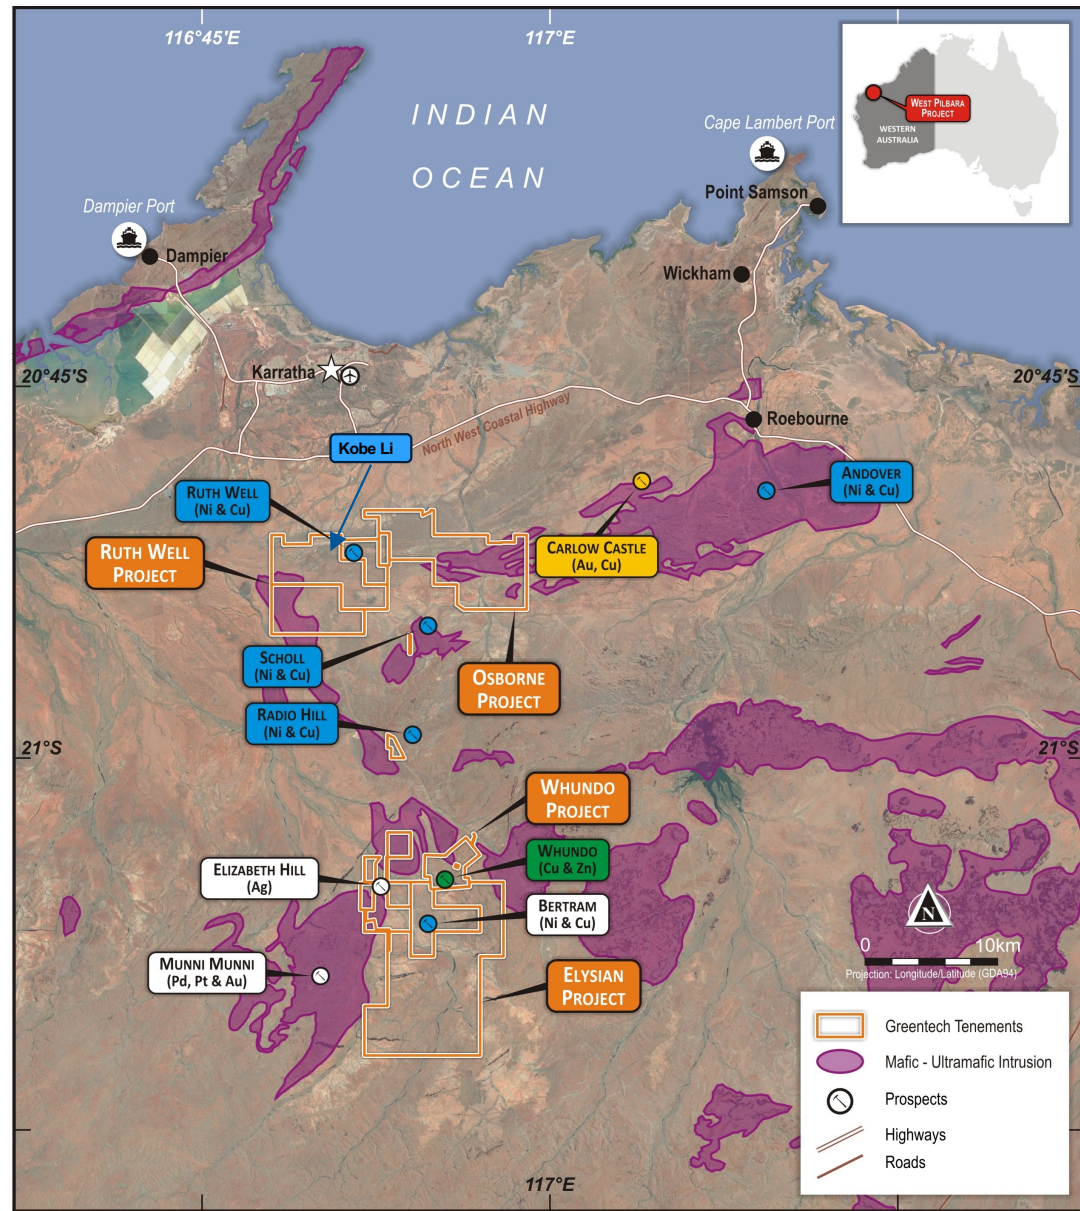 116°45'E
117°E
INDIAN
OCEAN
Cape Lambert Port
WEST PILBARA
PROJECT
WESTERN
AUSTRALIA
Point Samson
Dampier Port
Dampier
Wickham
20°45'S
20°45'S
Karratha
North West Coastal Highway
Roebourne
Kobe Li
RUTH WELL
(Ni & Cu)
ANDOVER
(Ni & Cu)
RUTH WELL
PROJECT
CARLOW CASTLE
(Au, Cu)
SCHOLL
(Ni & Cu)
OSBORNE
PROJECT
RADIO HILL
(Ni & Cu)
21°S
21°S
WHUNDO
PROJECT
WHUNDO
(Cu & Zn)
ELIZABETH HILL
(Ag)
BERTRAM
(Ni & Cu)
MUNNI MUNNI
(Pd, Pt & Au)
ELYSIAN
PROJECT
N
0 10km
Projection: Longitude/Latitude (GDA94)
Greentech Tenements
Mafic - Ultramafic Intrusion
Prospects
Highways
Roads
117°E